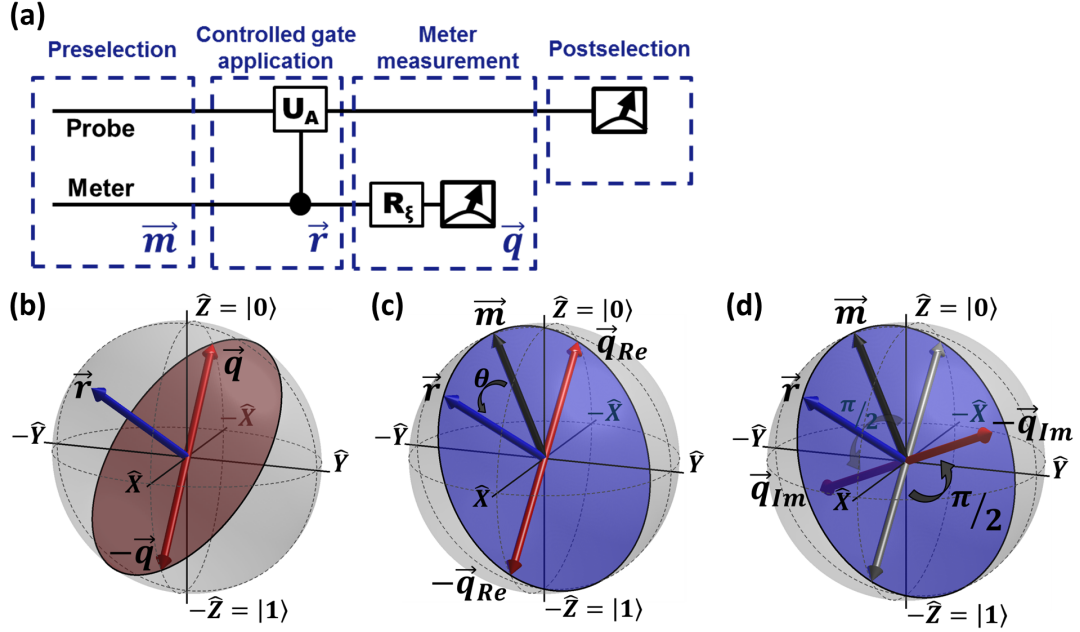 (a)
Preselection
Controlled gate application
Meter measurement
Postselection
Probe
U_A
Meter
R_ξ
m⃗
r⃗
q⃗
(b)
Ẑ = |0⟩
q⃗
r⃗
−X̂
−Ŷ
Ŷ
X̂
−q⃗
−Ẑ = |1⟩
(c)
m⃗
Ẑ = |0⟩
q⃗_Re
θ
r⃗
−X̂
−Ŷ
Ŷ
X̂
−q⃗_Re
−Ẑ = |1⟩
(d)
m⃗
Ẑ = |0⟩
r⃗
π/2
−X̂
−q⃗_Im
−Ŷ
Ŷ
q⃗_Im
X̂
π/2
−Ẑ = |1⟩